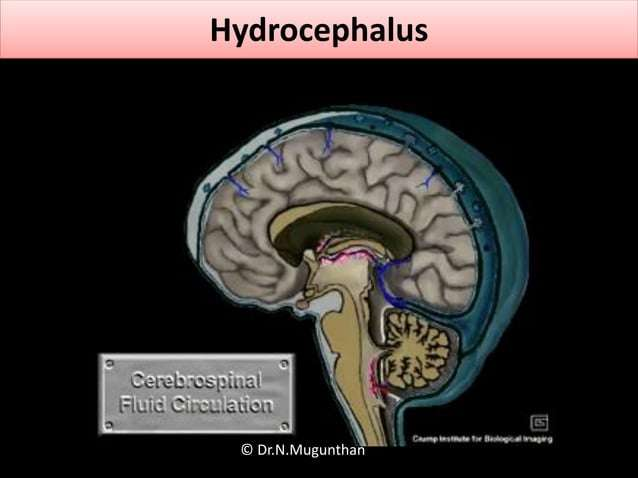 Hydrocephalus
Cerebrospinal
Fluid Circulation
Crump Institute for Biological Imaging
© Dr.N.Mugunthan